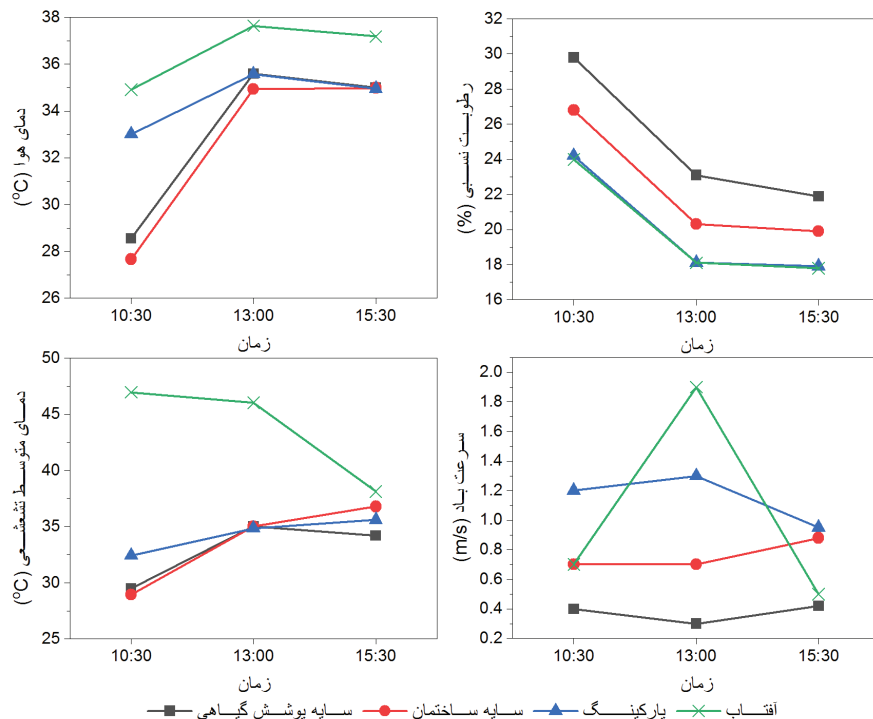 38
36
34
32
30
28
26
دمای هوا (°C)
10:30 13:00 15:30
زمان
32
30
28
26
24
22
20
18
16
رطوبت نسبی (%)
10:30 13:00 15:30
زمان
50
45
40
35
30
25
دمای متوسط تشعشعی (°C)
10:30 13:00 15:30
زمان
2.0
1.8
1.6
1.4
1.2
1.0
0.8
0.6
0.4
0.2
سرعت باد (m/s)
10:30 13:00 15:30
زمان
سایه پوشش گیاهی سایه ساختمان پارکینگ آفتاب